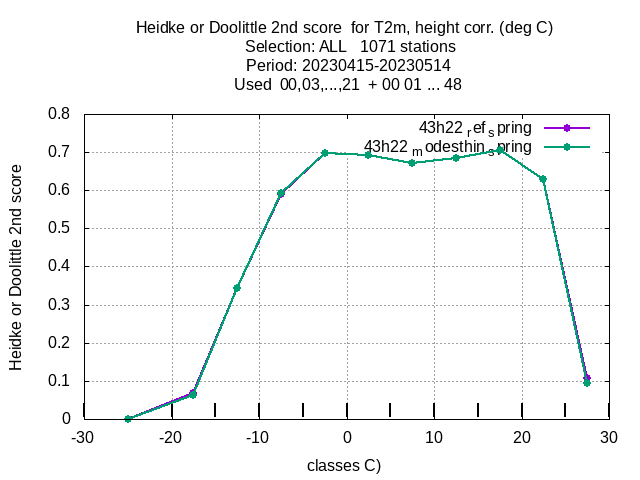 Heidke or Doolittle 2nd score  for T2m, height corr. (deg C)
Selection: ALL   1071 stations
Period: 20230415-20230514
Used  00,03,...,21  + 00 01 ... 48
43h22 ref spring
43h22 modesthin spring
Heidke or Doolittle 2nd score
0.8
0.7
0.6
0.5
0.4
0.3
0.2
0.1
0
-30 -20 -10 0 10 20 30
classes C)